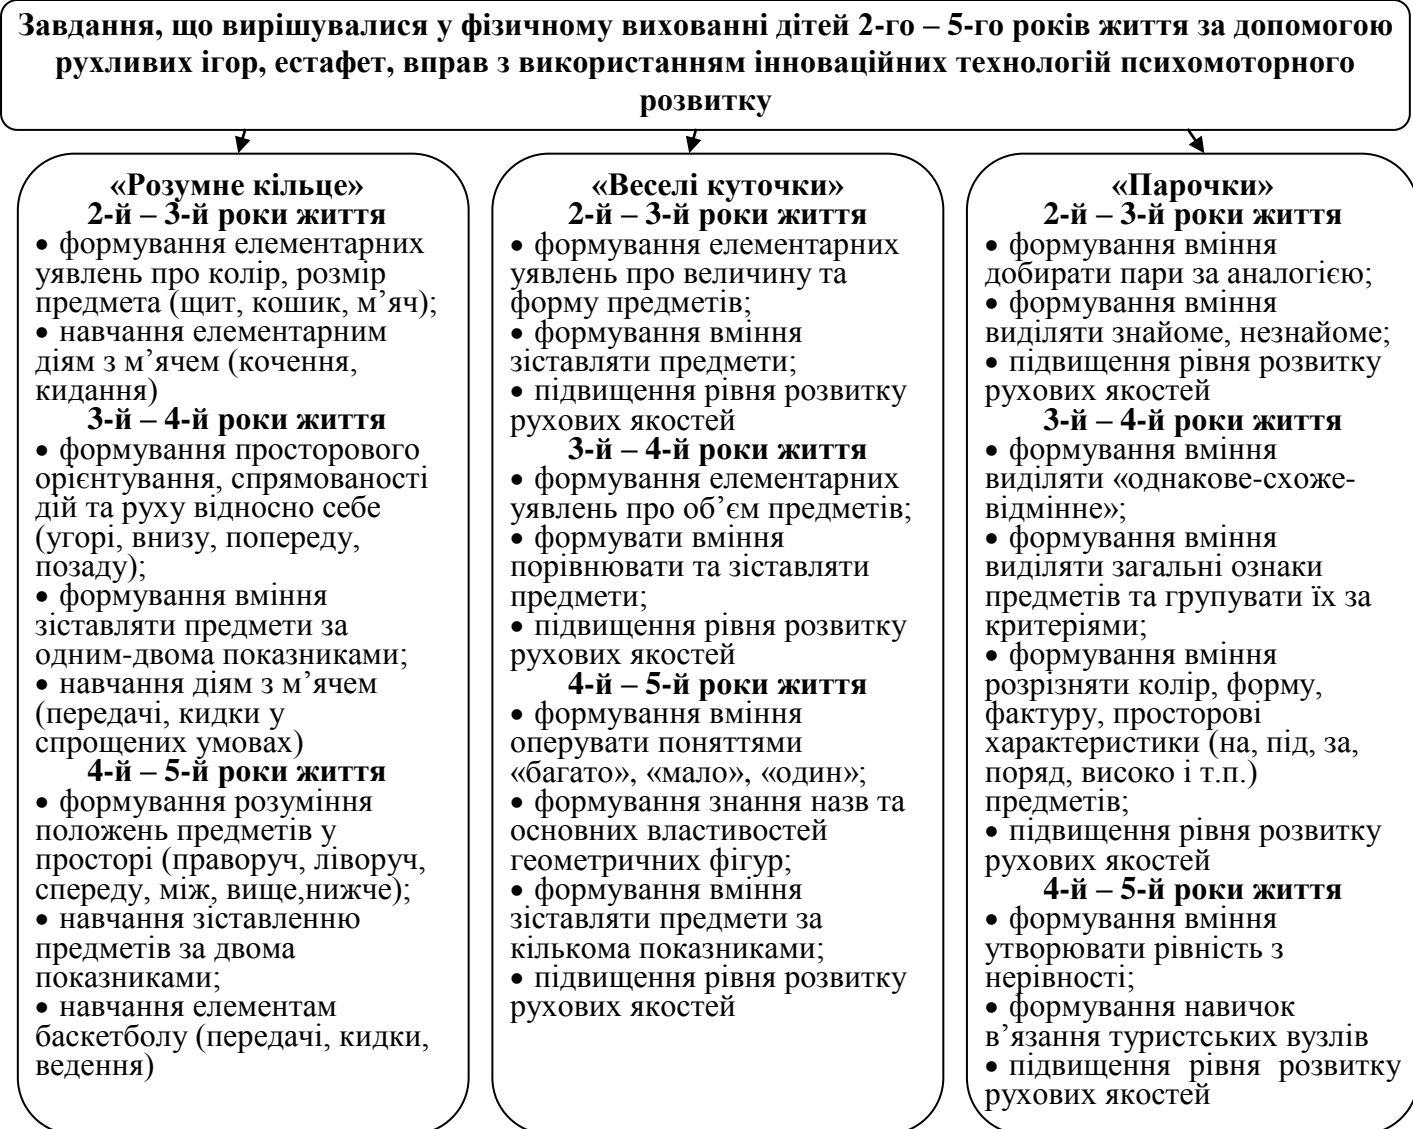 Завдання, що вирішувалися у фізичному вихованні дітей 2-го – 5-го років життя за допомогою
рухливих ігор, естафет, вправ з використанням інноваційних технологій психомоторного
розвитку
«Розумне кільце»
2-й – 3-й роки життя
• формування елементарних
уявлень про колір, розмір
предмета (щит, кошик, м’яч);
• навчання елементарним
діям з м’ячем (кочення,
кидання)
3-й – 4-й роки життя
• формування просторового
орієнтування, спрямованості
дій та руху відносно себе
(угорі, внизу, попереду,
позаду);
• формування вміння
зіставляти предмети за
одним-двома показниками;
• навчання діям з м’ячем
(передачі, кидки у
спрощених умовах)
4-й – 5-й роки життя
• формування розуміння
положень предметів у
просторі (праворуч, ліворуч,
спереду, між, вище,нижче);
• навчання зіставленню
предметів за двома
показниками;
• навчання елементам
баскетболу (передачі, кидки,
ведення)
«Веселі куточки»
2-й – 3-й роки життя
• формування елементарних
уявлень про величину та
форму предметів;
• формування вміння
зіставляти предмети;
• підвищення рівня розвитку
рухових якостей
3-й – 4-й роки життя
• формування елементарних
уявлень про об’єм предметів;
• формувати вміння
порівнювати та зіставляти
предмети;
• підвищення рівня розвитку
рухових якостей
4-й – 5-й роки життя
• формування вміння
оперувати поняттями
«багато», «мало», «один»;
• формування знання назв та
основних властивостей
геометричних фігур;
• формування вміння
зіставляти предмети за
кількома показниками;
• підвищення рівня розвитку
рухових якостей
«Парочки»
2-й – 3-й роки життя
• формування вміння
добирати пари за аналогією;
• формування вміння
виділяти знайоме, незнайоме;
• підвищення рівня розвитку
рухових якостей
3-й – 4-й роки життя
• формування вміння
виділяти «однакове-схоже-
відмінне»;
• формування вміння
виділяти загальні ознаки
предметів та групувати їх за
критеріями;
• формування вміння
розрізняти колір, форму,
фактуру, просторові
характеристики (на, під, за,
поряд, високо і т.п.)
предметів;
• підвищення рівня розвитку
рухових якостей
4-й – 5-й роки життя
• формування вміння
утворювати рівність з
нерівності;
• формування навичок
в’язання туристських вузлів
• підвищення рівня розвитку
рухових якостей